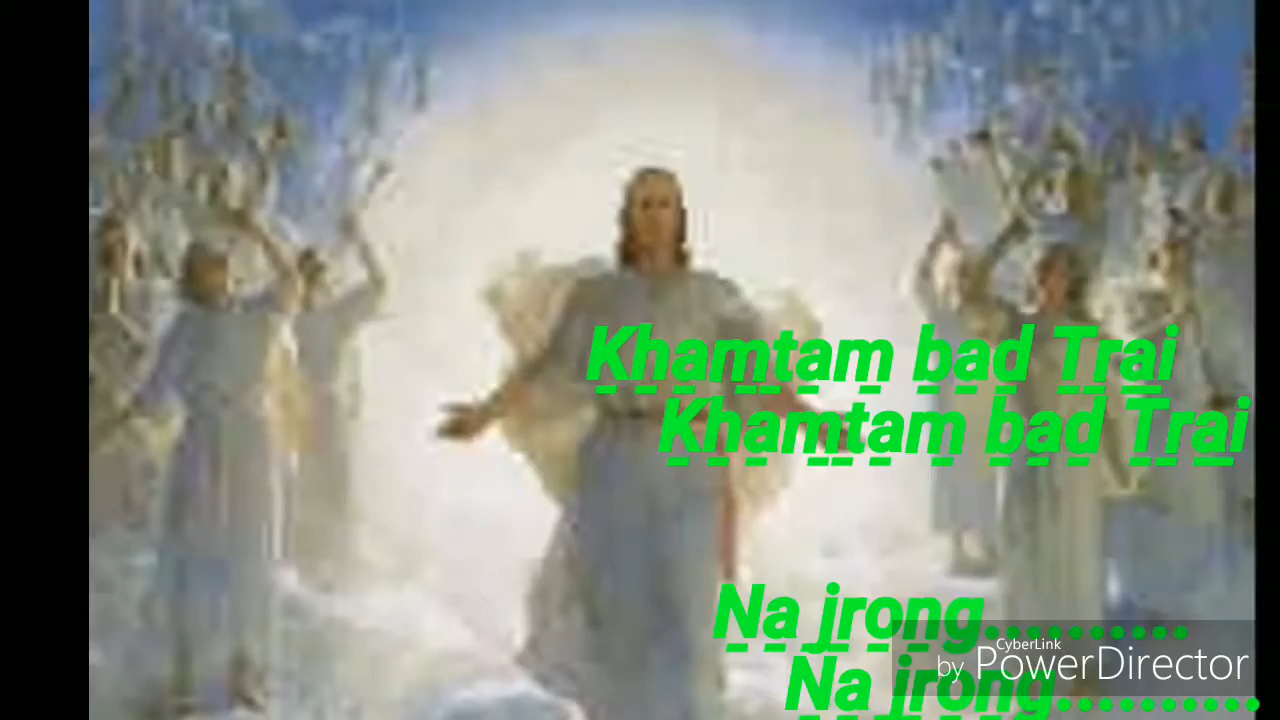 Khamtam bad Trai
Khamtam bad Trai
Na jrong..........
Na jrong..........
CyberLink
by PowerDirector